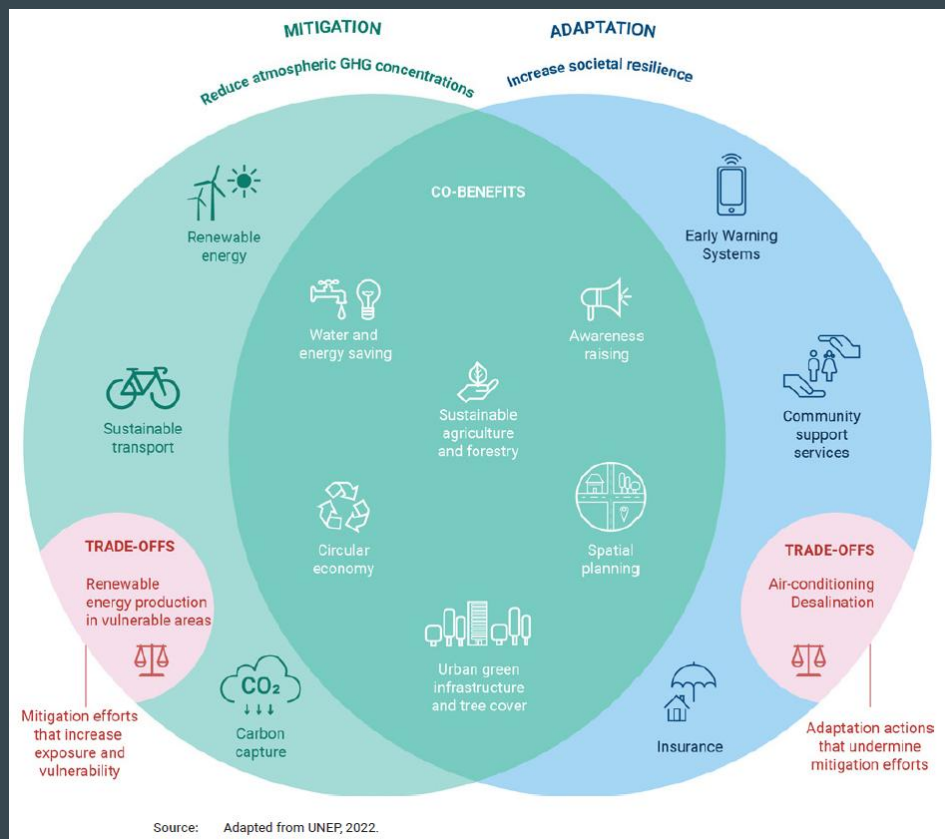 MITIGATION
Reduce atmospheric GHG concentrations
ADAPTATION
Increase societal resilience
CO-BENEFITS
Renewable
energy
Early Warning
Systems
Water and
energy saving
Awareness
raising
Sustainable
agriculture
and forestry
Sustainable
transport
Community
support
services
Circular
economy
Spatial
planning
TRADE-OFFS
Renewable
energy production
in vulnerable areas
TRADE-OFFS
Air-conditioning
Desalination
Urban green
infrastructure
and tree cover
CO₂
Carbon
capture
Insurance
Mitigation efforts
that increase
exposure and
vulnerability
Adaptation actions
that undermine
mitigation efforts
Source: Adapted from UNEP, 2022.